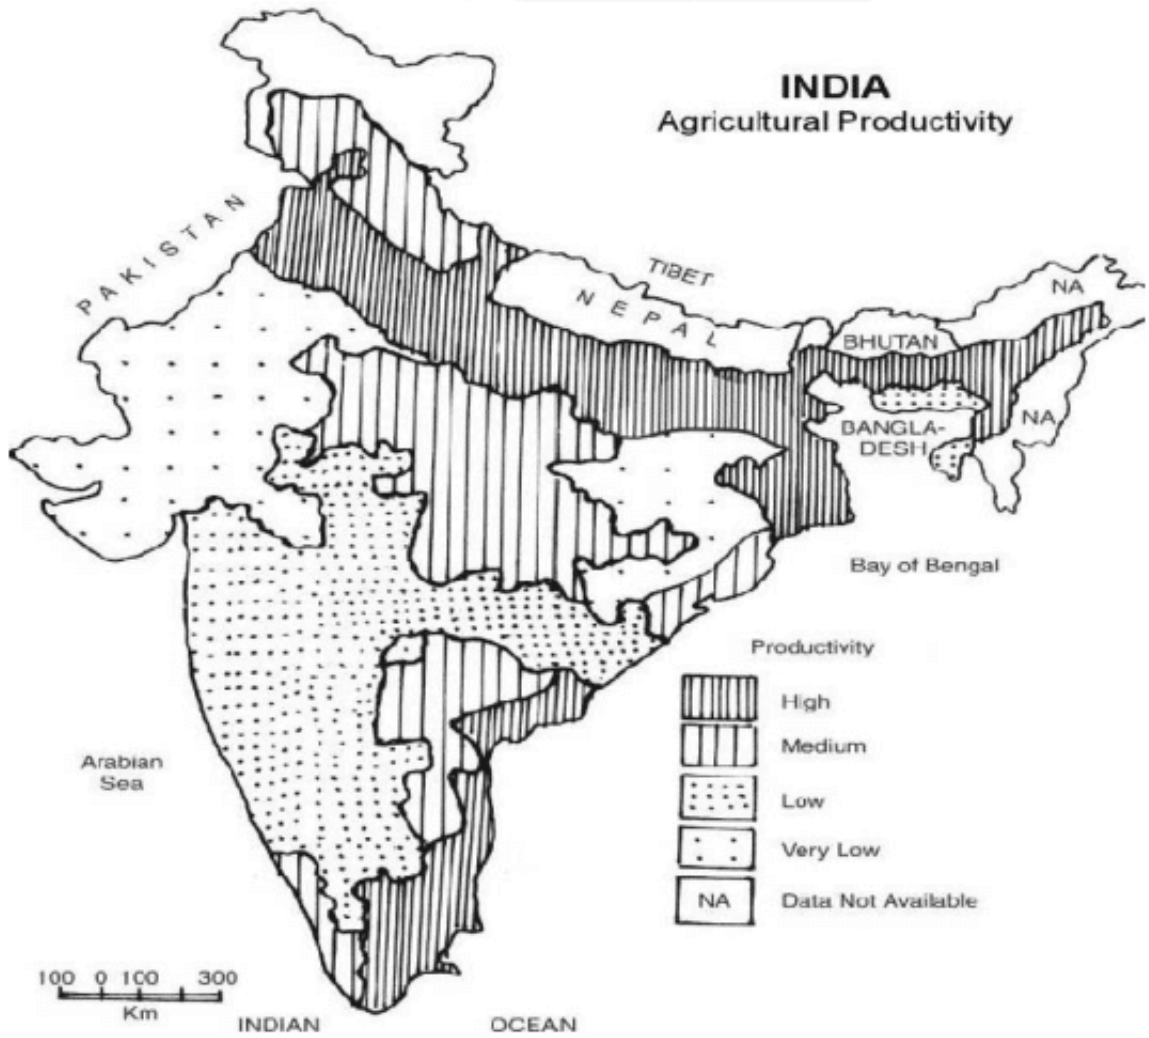 INDIA
Agricultural Productivity
PAKISTAN
TIBET
NEPAL
NA
BHUTAN
NA
BANGLA-
DESH
Bay of Bengal
Productivity
High
Medium
Low
Very Low
NA Data Not Available
Arabian
Sea
100 0 100 300
Km
INDIAN OCEAN